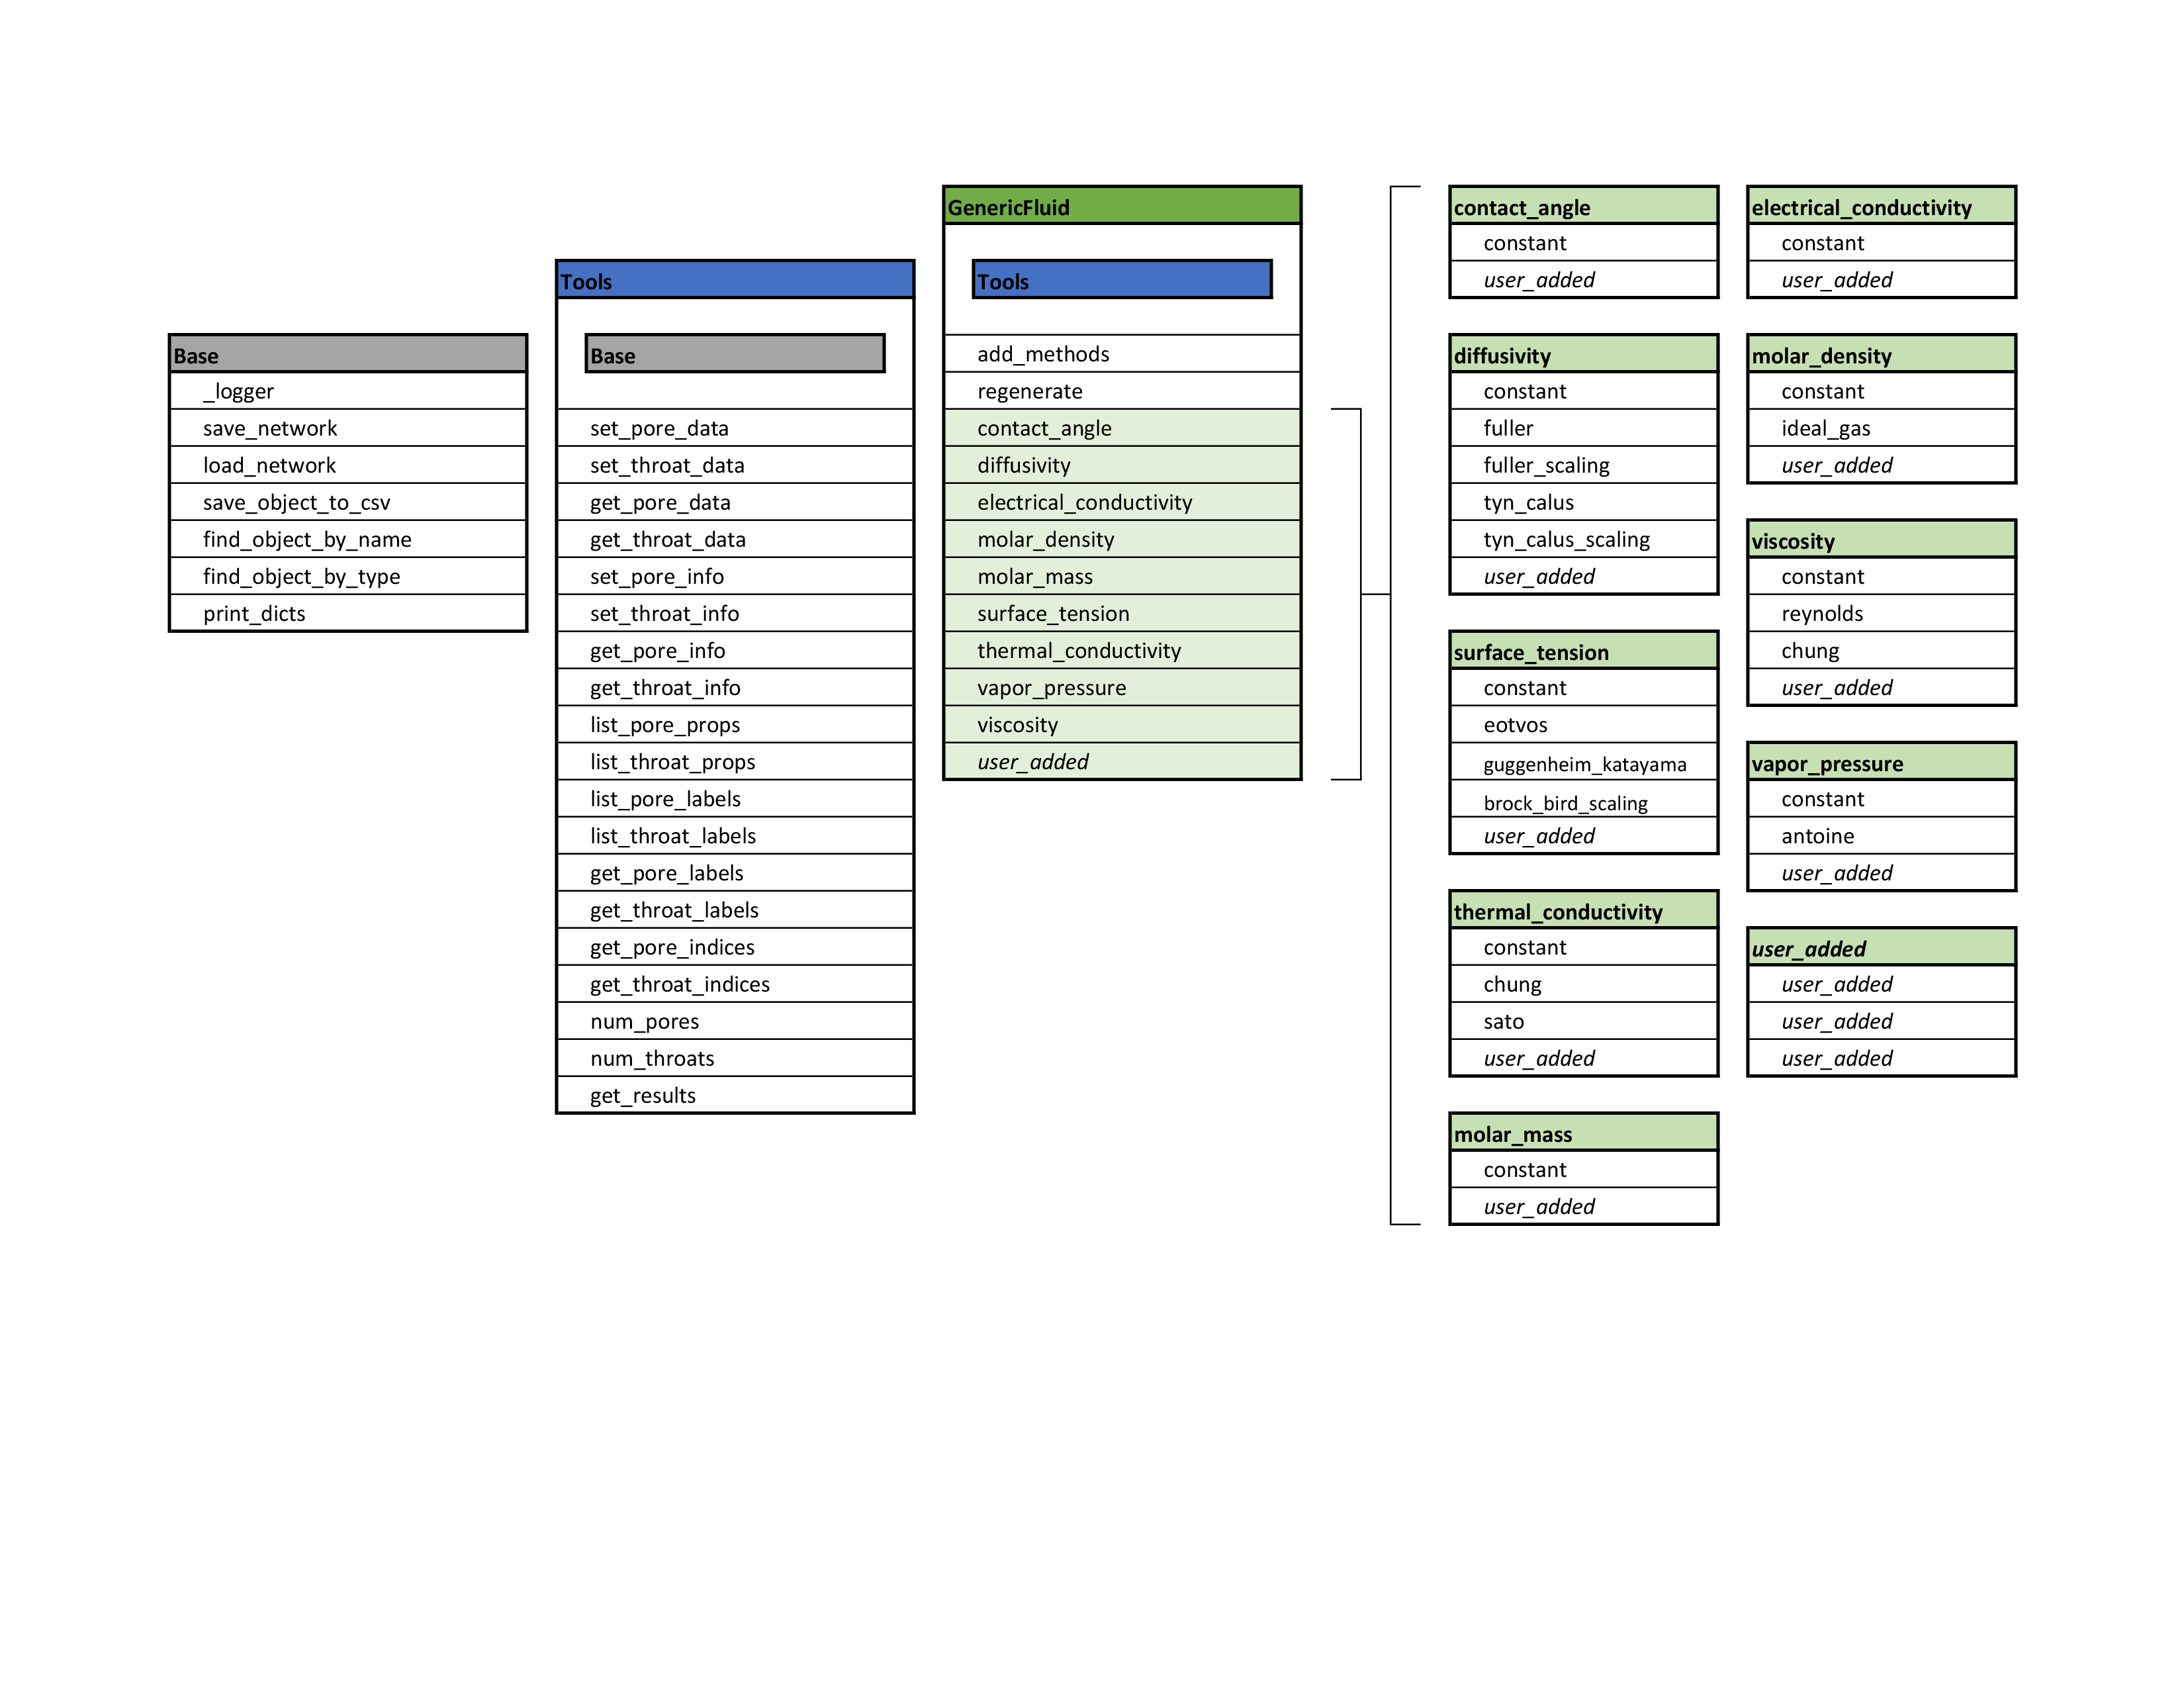 Base
_logger
save_network
load_network
save_object_to_csv
find_object_by_name
find_object_by_type
print_dicts
Tools
Base
set_pore_data
set_throat_data
get_pore_data
get_throat_data
set_pore_info
set_throat_info
get_pore_info
get_throat_info
list_pore_props
list_throat_props
list_pore_labels
list_throat_labels
get_pore_labels
get_throat_labels
get_pore_indices
get_throat_indices
num_pores
num_throats
get_results
GenericFluid
Tools
add_methods
regenerate
contact_angle
diffusivity
electrical_conductivity
molar_density
molar_mass
surface_tension
thermal_conductivity
vapor_pressure
viscosity
user_added
contact_angle
constant
user_added
diffusivity
constant
fuller
fuller_scaling
tyn_calus
tyn_calus_scaling
user_added
surface_tension
constant
eotvos
guggenheim_katayama
brock_bird_scaling
user_added
thermal_conductivity
constant
chung
sato
user_added
molar_mass
constant
user_added
electrical_conductivity
constant
user_added
molar_density
constant
ideal_gas
user_added
viscosity
constant
reynolds
chung
user_added
vapor_pressure
constant
antoine
user_added
user_added
user_added
user_added
user_added